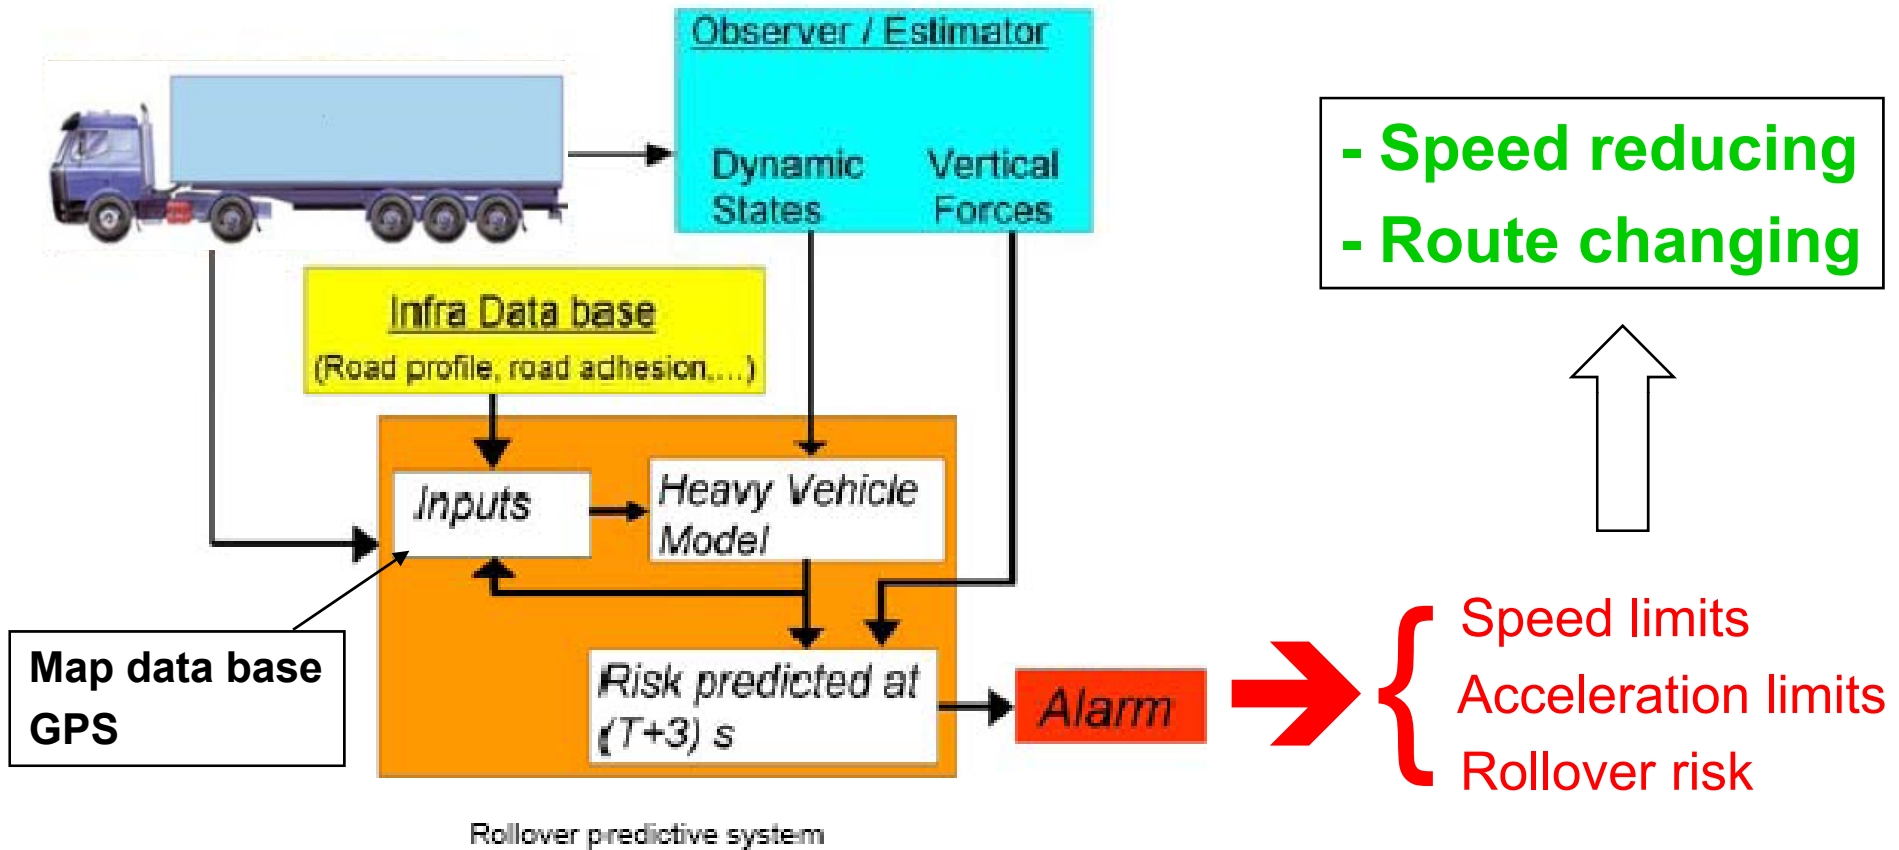 Observer / Estimator
Dynamic States
Vertical Forces
- Speed reducing
- Route changing
Infra Data base
(Road profile, road adhesion,...)
Inputs
Heavy Vehicle
Model
Map data base
GPS
Risk predicted at
(T+3) s
Alarm
{
Speed limits
Acceleration limits
Rollover risk
Rollover predictive system